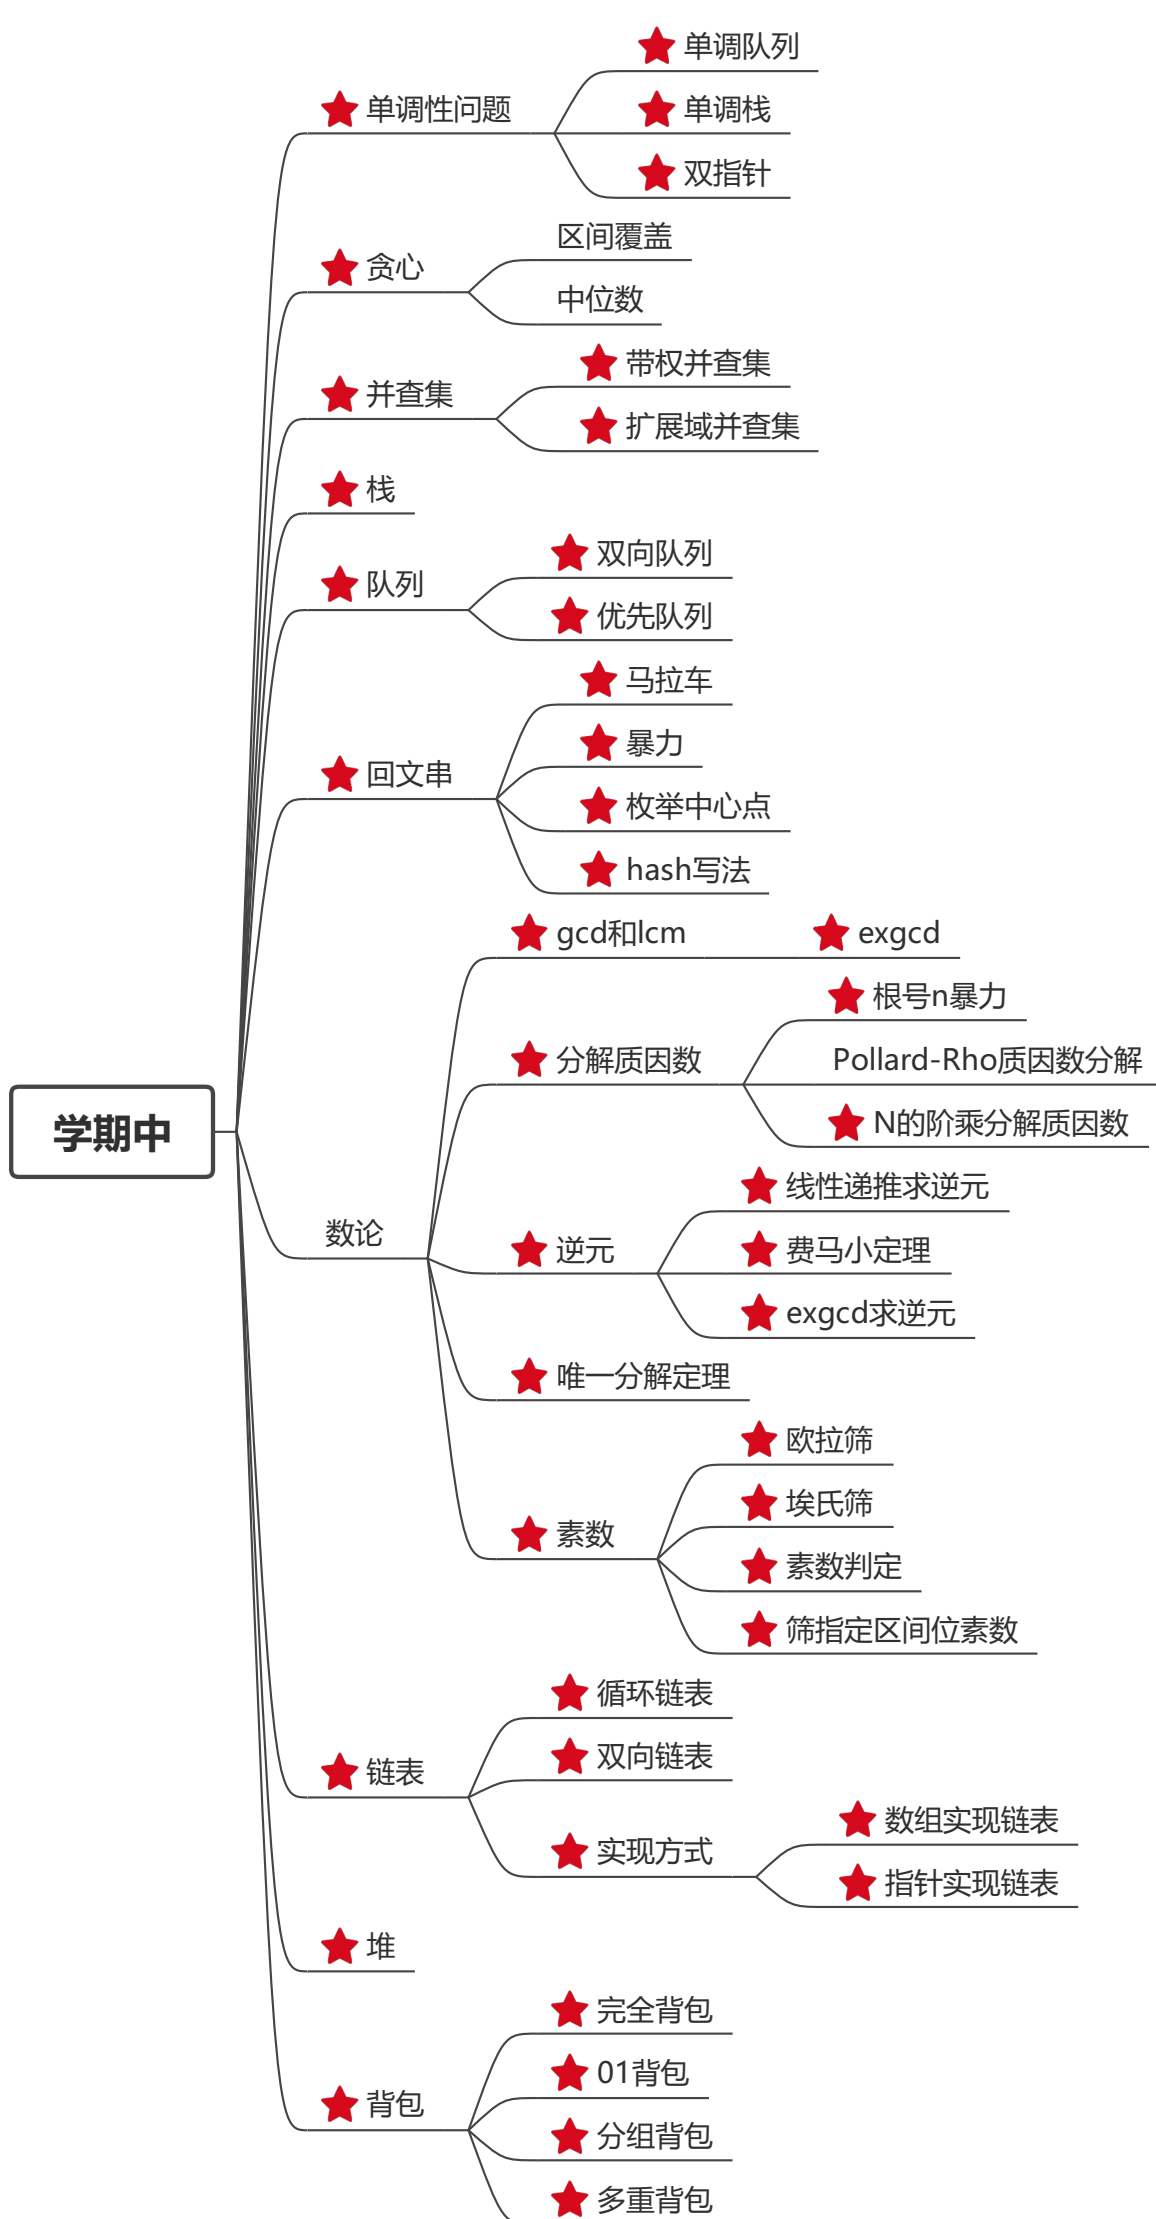 单调队列
单调性问题
单调栈
双指针
区间覆盖
贪心
中位数
带权并查集
并查集
扩展域并查集
栈
双向队列
队列
优先队列
马拉车
暴力
回文串
枚举中心点
hash写法
gcd和lcm
exgcd
根号n暴力
分解质因数
Pollard-Rho质因数分解
N的阶乘分解质因数
学期中
线性递推求逆元
数论
逆元
费马小定理
exgcd求逆元
唯一分解定理
欧拉筛
埃氏筛
素数
素数判定
筛指定区间位素数
循环链表
双向链表
链表
数组实现链表
实现方式
指针实现链表
堆
完全背包
01背包
背包
分组背包
多重背包